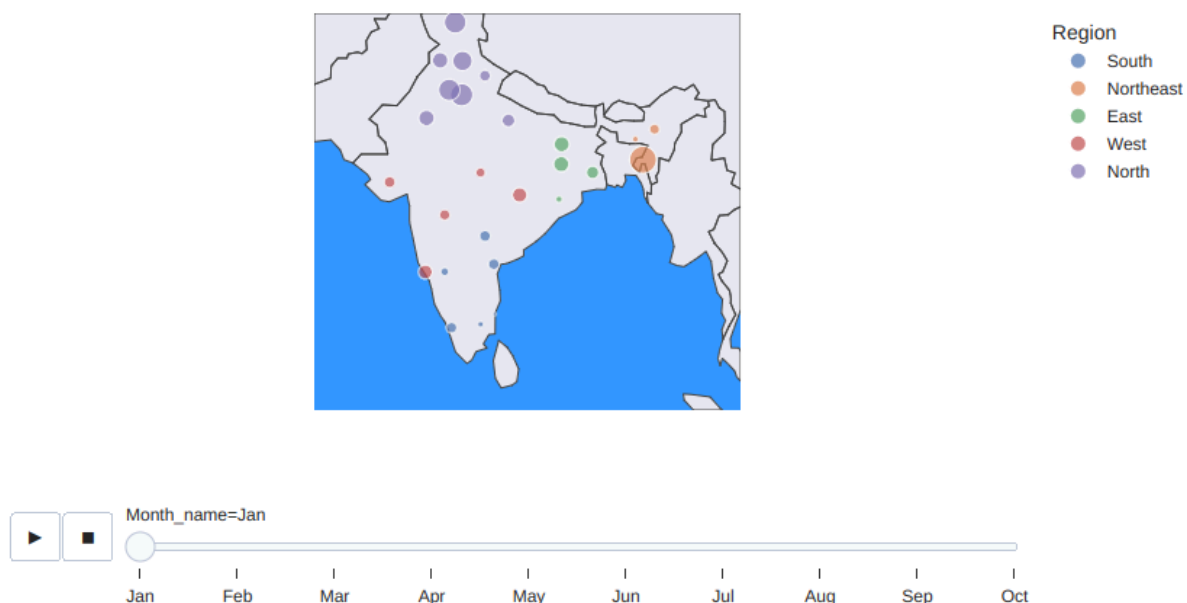 Region
South
Northeast
East
West
North
Month_name=Jan
Jan Feb Mar Apr May Jun Jul Aug Sep Oct